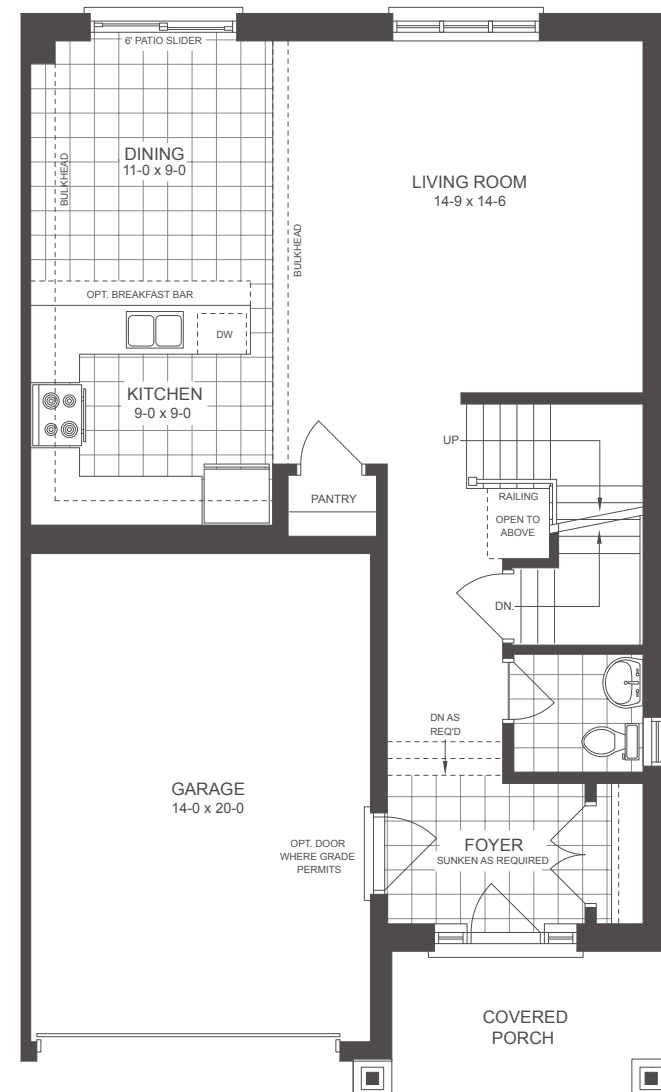 6' PATIO SLIDER
DINING
11-0 x 9-0
BULKHEAD
LIVING ROOM
14-9 x 14-6
BULKHEAD
OPT. BREAKFAST BAR
DW
KITCHEN
9-0 x 9-0
UP
PANTRY
RAILING
OPEN TO
ABOVE
DN.
DN AS
REQ'D
GARAGE
14-0 x 20-0
OPT. DOOR
WHERE GRADE
PERMITS
FOYER
SUNKEN AS REQUIRED
COVERED
PORCH